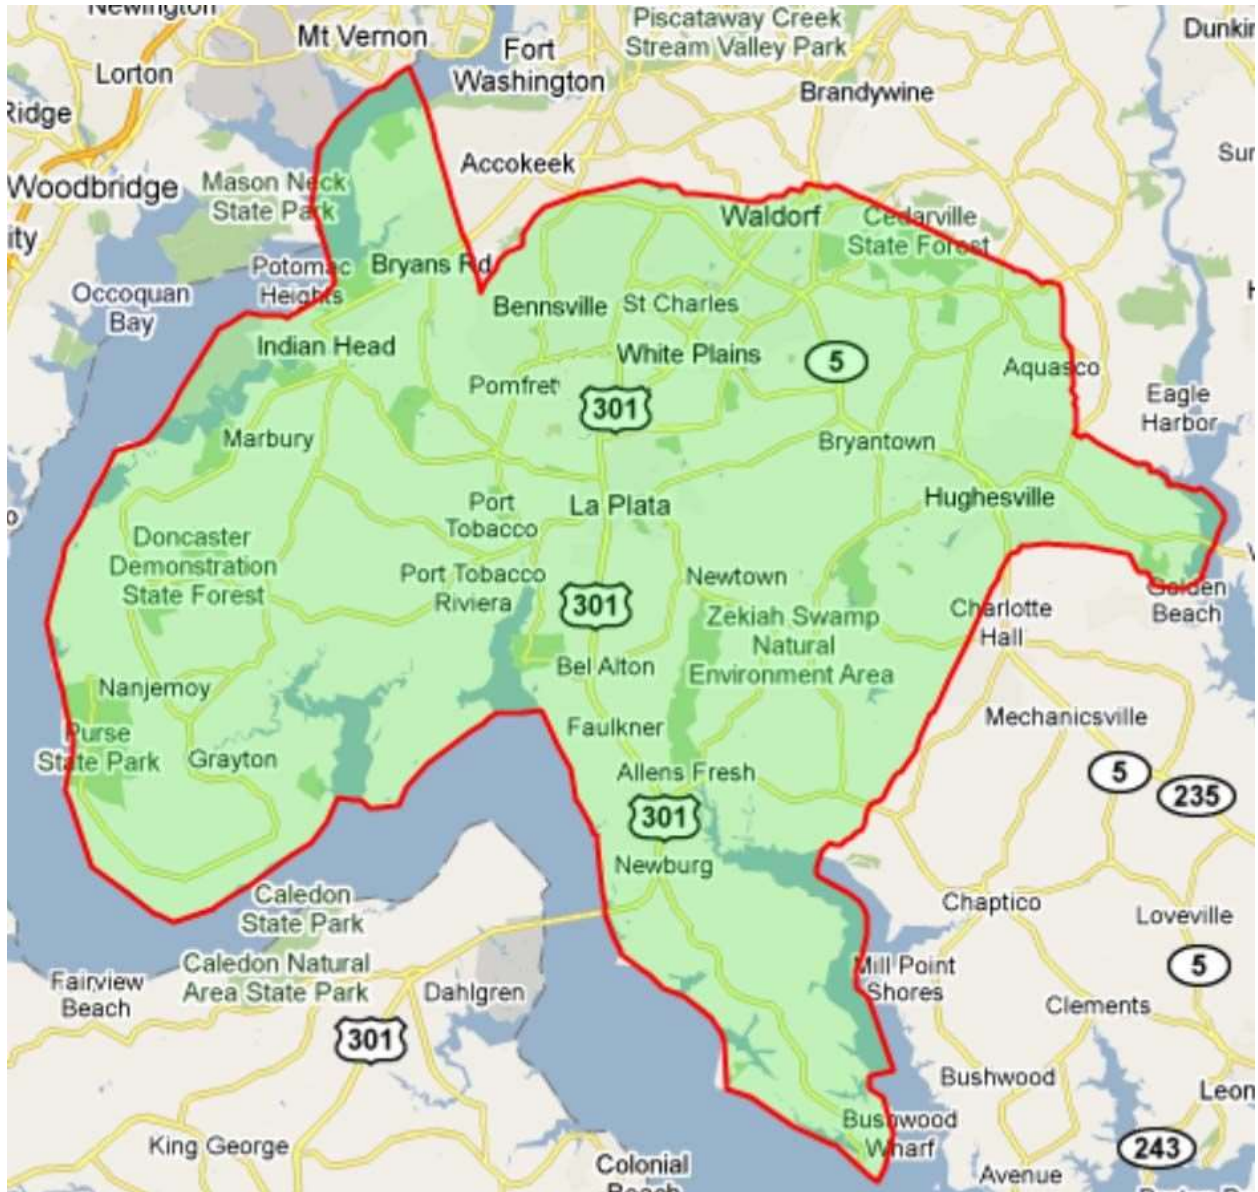 Newington
Mt Vernon
Piscataway Creek
Stream Valley Park
Fort
Washington
Lorton
Brandywine
Ridge
Accokeek
Woodbridge
Mason Neck
State Park
Waldorf
Cedarville
State Forest
Potomac
Heights
Bryans Rd
Occoquan
Bay
Bennsville
St Charles
Indian Head
White Plains
5
Aquasco
Pomfret
301
Eagle
Harbor
Marbury
Bryantown
Port
Tobacco
La Plata
Hughesville
Doncaster
Demonstration
State Forest
Port Tobacco
Riviera
Newtown
301
Golden
Beach
Charlotte
Hall
Zekiah Swamp
Natural
Environment Area
Bel Alton
Nanjemoy
Purse
State Park
Grayton
Faulkner
Mechanicsville
Allens Fresh
5
235
301
Newburg
Caledon
State Park
Chaptico
Loveville
Caledon Natural
Area State Park
Fairview
Beach
Dahlgren
Mill Point
Shores
5
Clements
301
Bushwood
Bushwood
Wharf
King George
243
Colonial
Beach
Avenue